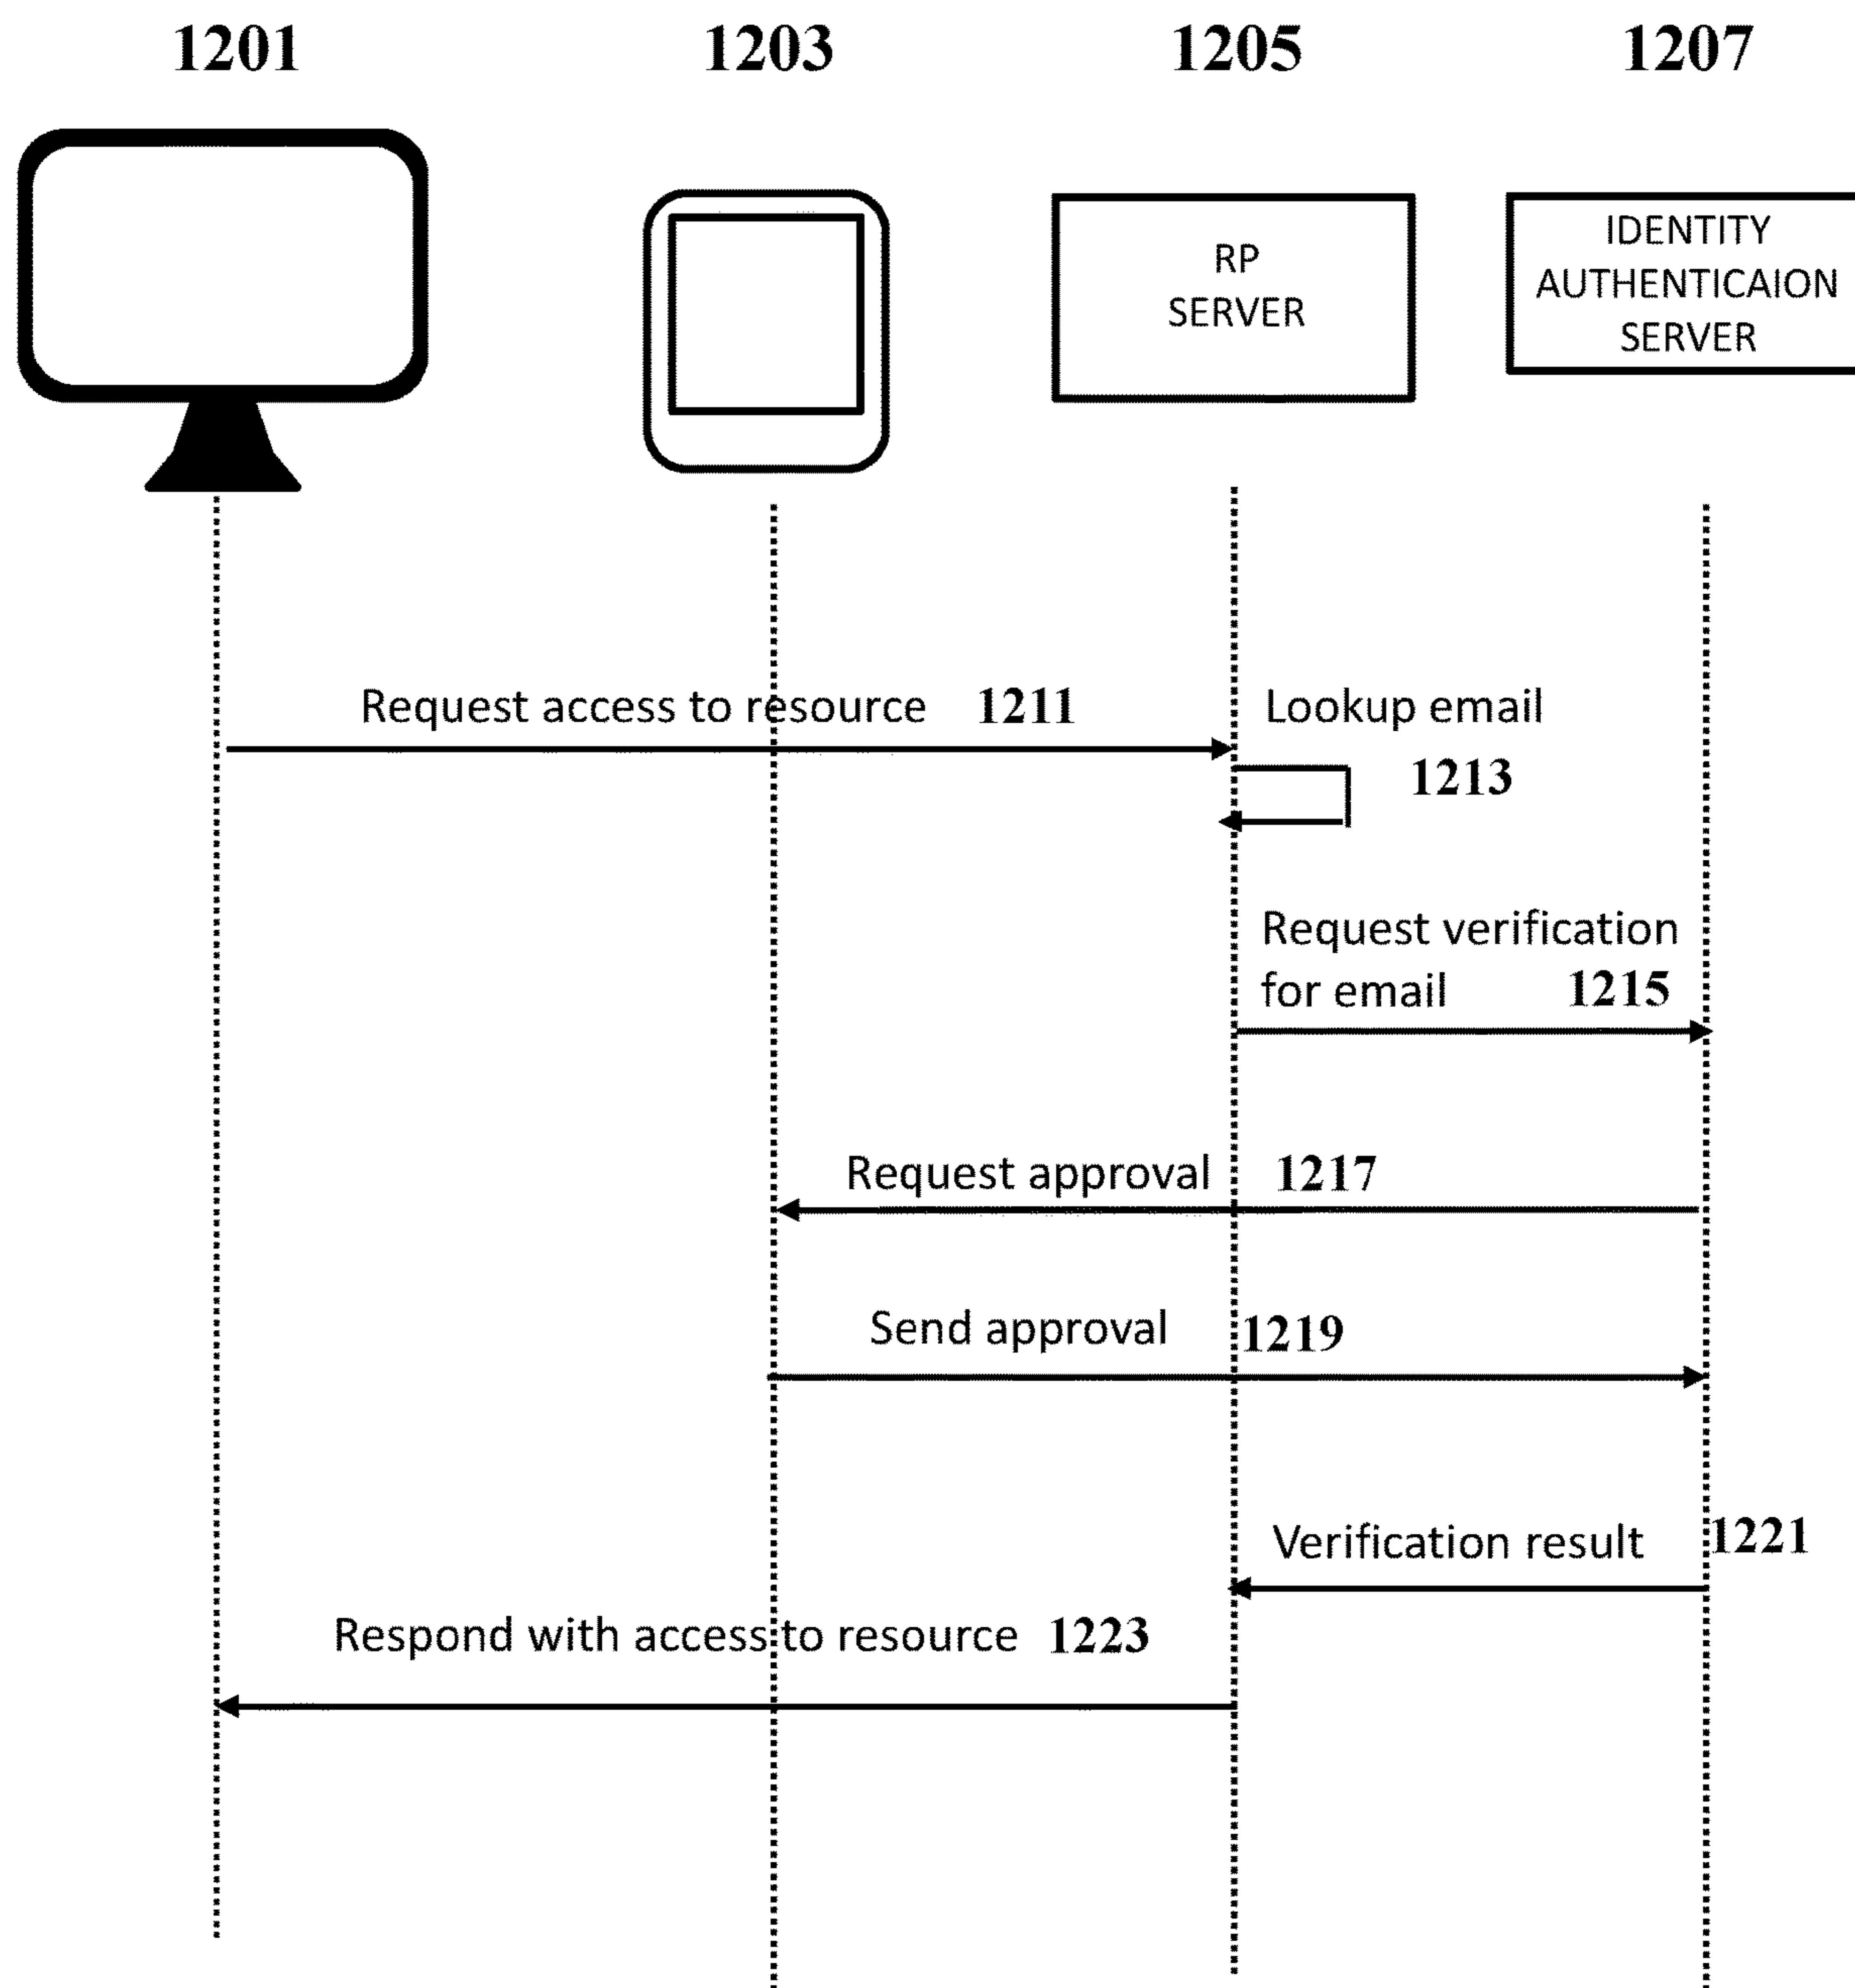 1201 1203 1205 1207
RP
SERVER
IDENTITY
AUTHENTICAION
SERVER
Request access to resource 1211
Lookup email
1213
Request verification
for email 1215
Request approval 1217
Send approval 1219
Verification result 1221
Respond with access to resource 1223